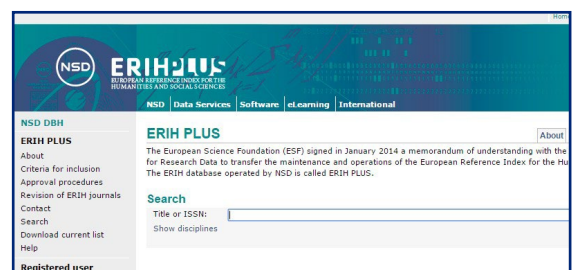 Home
NSD
ERIHPLUS
EUROPEAN REFERENCE INDEX FOR THE
HUMANITIES AND SOCIAL SCIENCES
NSD Data Services Software eLearning International
NSD DBH
ERIH PLUS
About
Criteria for inclusion
Approval procedures
Revision of ERIH journals
Contact
Search
Download current list
Help
Registered user
ERIH PLUS
About
The European Science Foundation (ESF) signed in January 2014 a memorandum of understanding with the
for Research Data to transfer the maintenance and operations of the European Reference Index for the Hu
The ERIH database operated by NSD is called ERIH PLUS.
Search
Title or ISSN:
Show disciplines